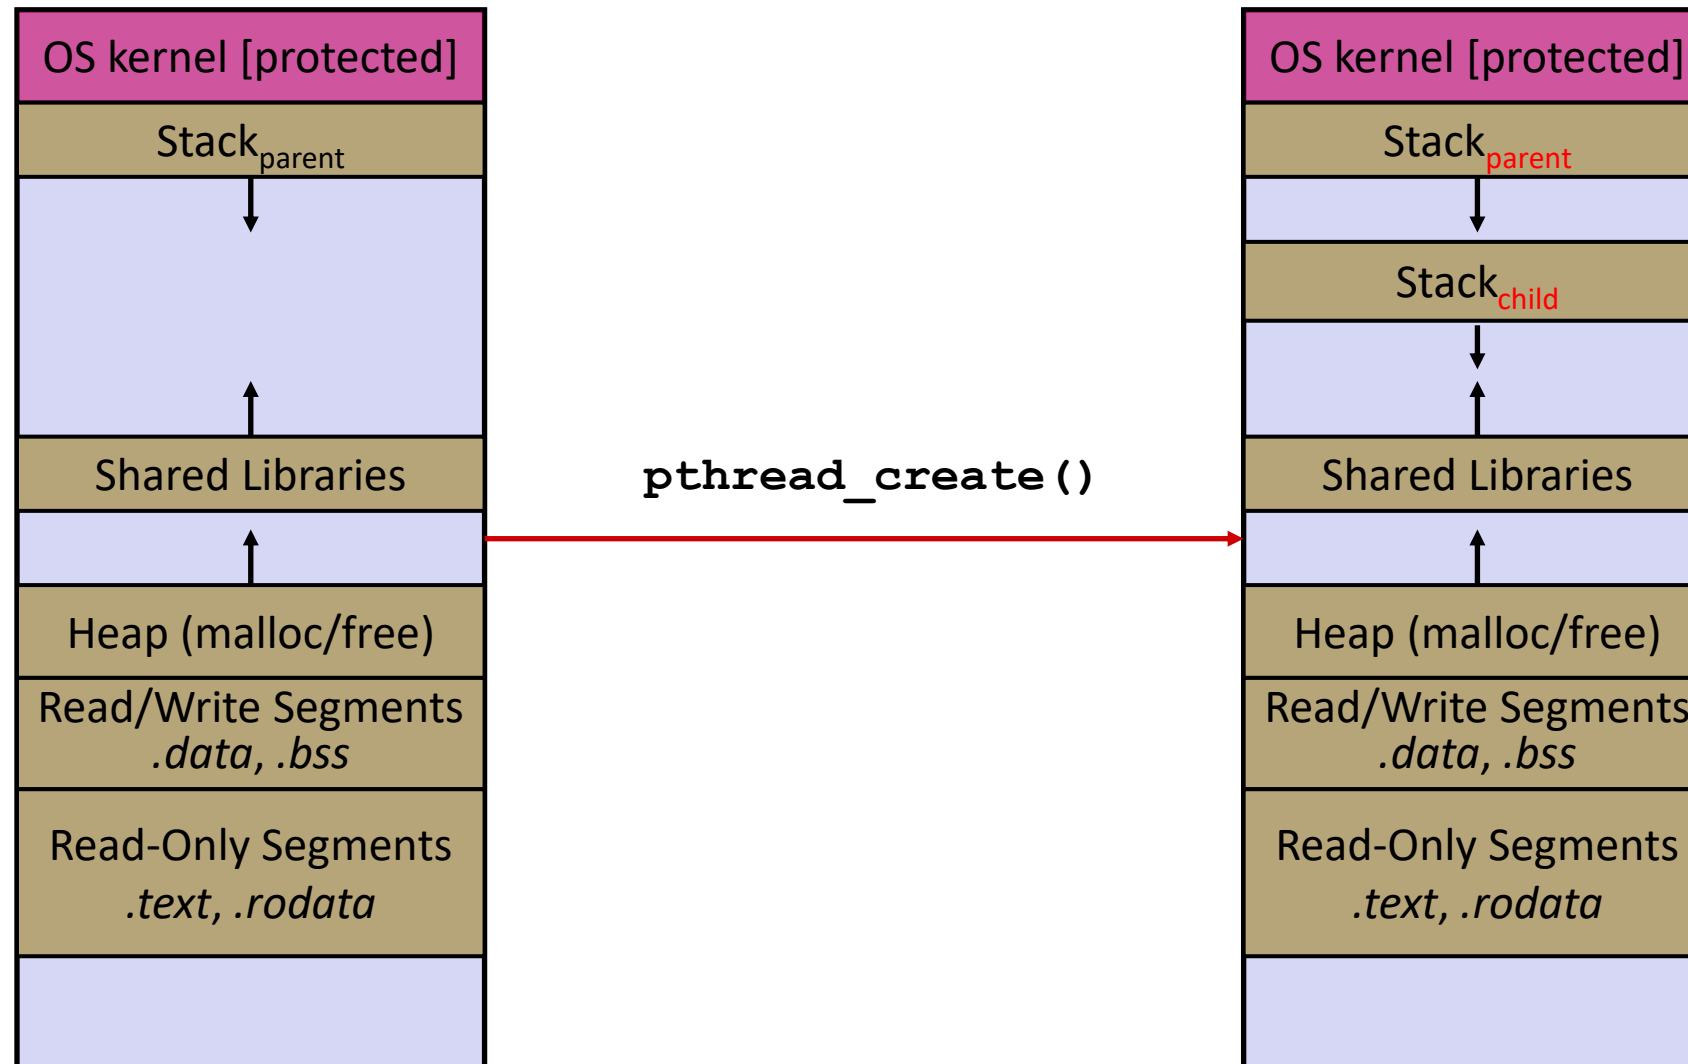 OS kernel [protected]
Stackparent
Shared Libraries
Heap (malloc/free)
Read/Write Segments
.data, .bss
Read-Only Segments
.text, .rodata
pthread_create()
OS kernel [protected]
Stackparent
Stackchild
Shared Libraries
Heap (malloc/free)
Read/Write Segments
.data, .bss
Read-Only Segments
.text, .rodata